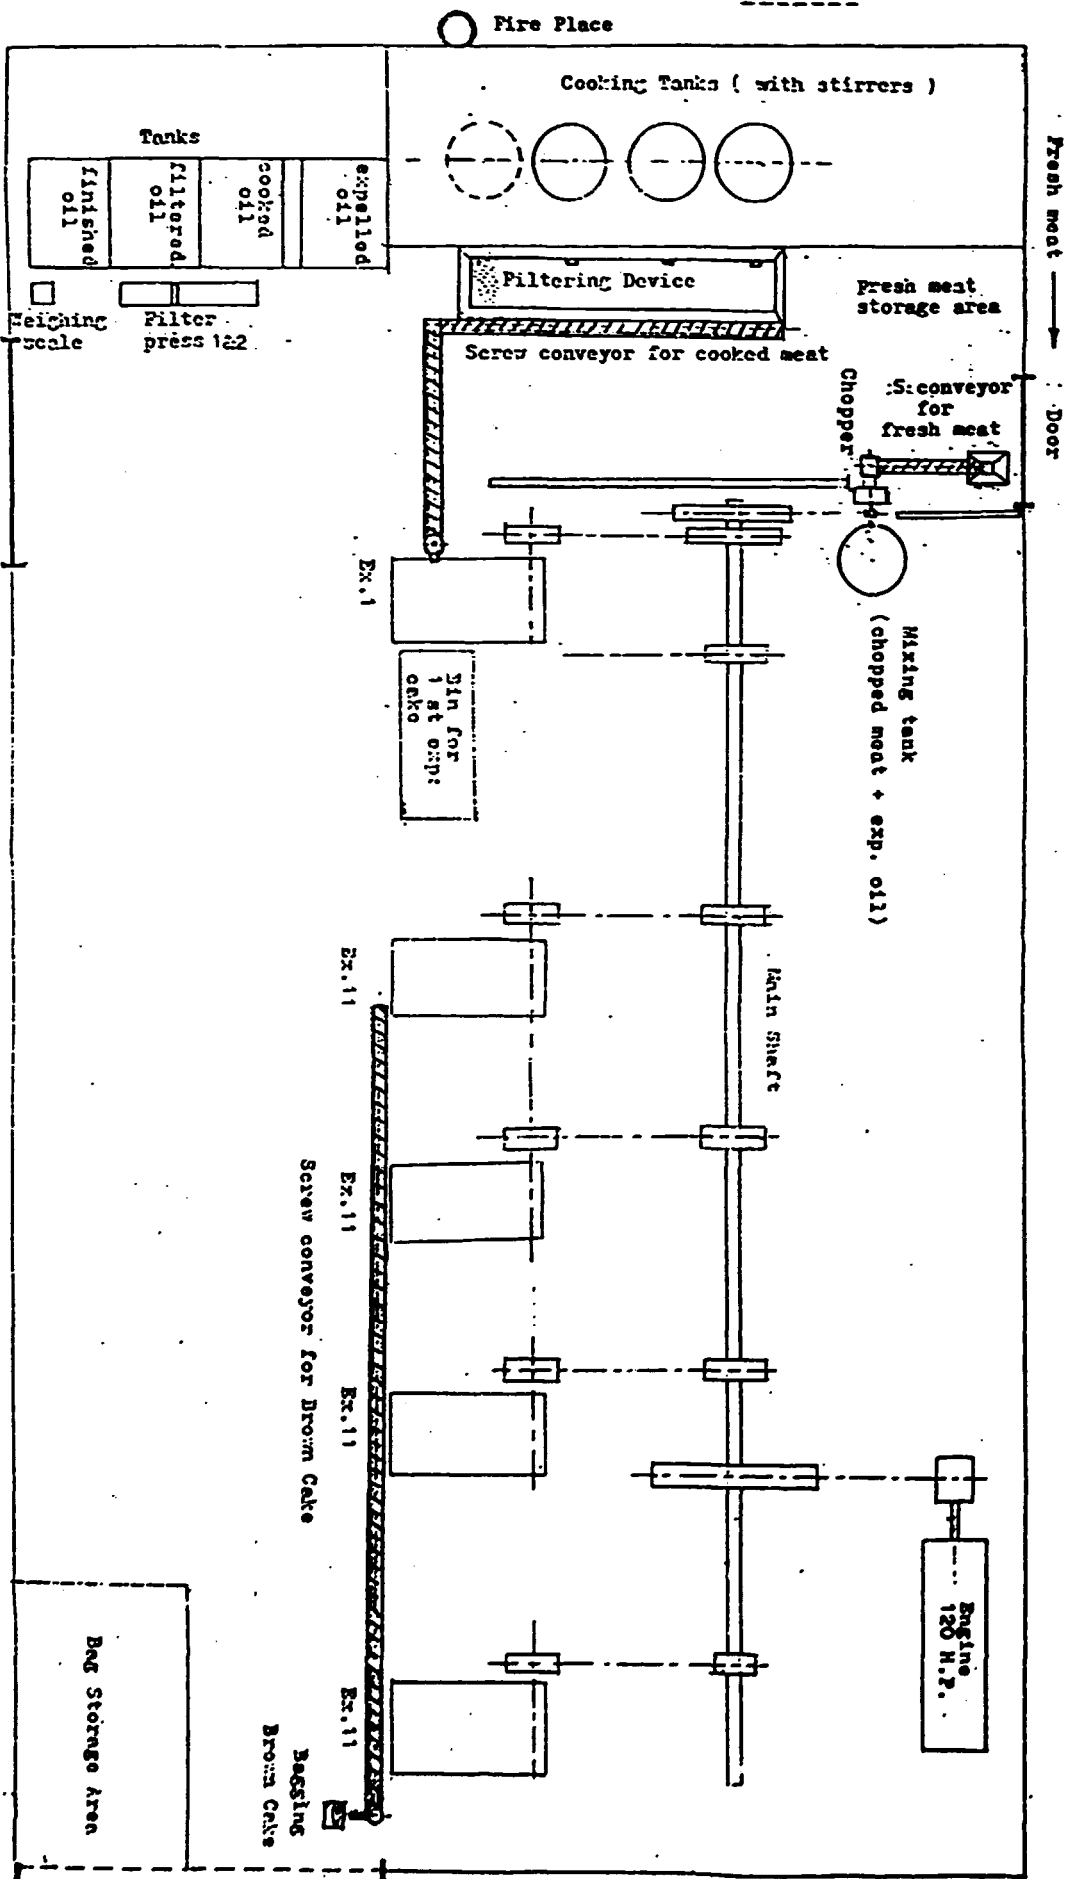 Fire Place
Cooking Tanks ( with stirrers )
Fresh meat
Tanks
finished
oil
filtered
oil
cooked
oil
expelled
oil
Filtering Device
Fresh meat
storage area
Weighing
scale
Filter
press 1&2
Screw conveyor for cooked meat
Chopper
S.conveyor
for
fresh meat
Door
Ex.1
Bin for
1 st exp:
cake
Mixing tank
(chopped meat + exp. oil)
Main Shaft
Ex.11
Ex.11
Ex.11
Ex.11
Screw conveyor for Brown Cake
Engine
120 H.P.
Bagging
Brown Cake
Bag Storage Area